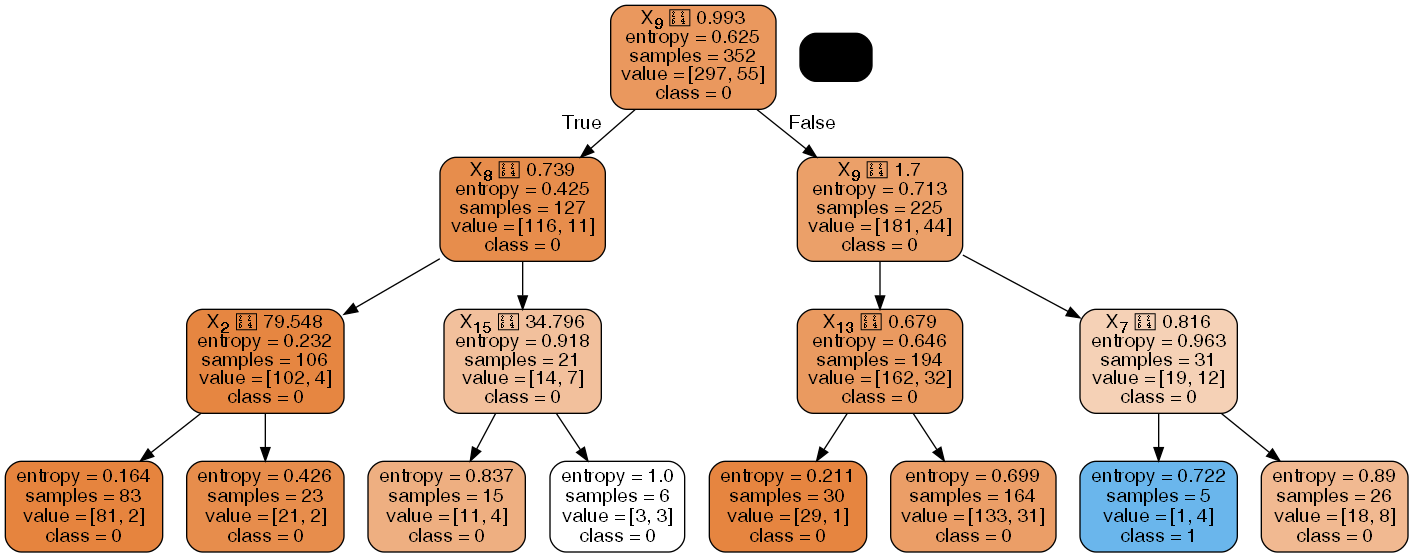 X₉ ≤ 0.993
entropy = 0.625
samples = 352
value = [297, 55]
class = 0
True
False
X₈ ≤ 0.739
entropy = 0.425
samples = 127
value = [116, 11]
class = 0
X₉ ≤ 1.7
entropy = 0.713
samples = 225
value = [181, 44]
class = 0
X₂ ≤ 79.548
entropy = 0.232
samples = 106
value = [102, 4]
class = 0
X₁₅ ≤ 34.796
entropy = 0.918
samples = 21
value = [14, 7]
class = 0
X₁₃ ≤ 0.679
entropy = 0.646
samples = 194
value = [162, 32]
class = 0
X₇ ≤ 0.816
entropy = 0.963
samples = 31
value = [19, 12]
class = 0
entropy = 0.164
samples = 83
value = [81, 2]
class = 0
entropy = 0.426
samples = 23
value = [21, 2]
class = 0
entropy = 0.837
samples = 15
value = [11, 4]
class = 0
entropy = 1.0
samples = 6
value = [3, 3]
class = 0
entropy = 0.211
samples = 30
value = [29, 1]
class = 0
entropy = 0.699
samples = 164
value = [133, 31]
class = 0
entropy = 0.722
samples = 5
value = [1, 4]
class = 1
entropy = 0.89
samples = 26
value = [18, 8]
class = 0